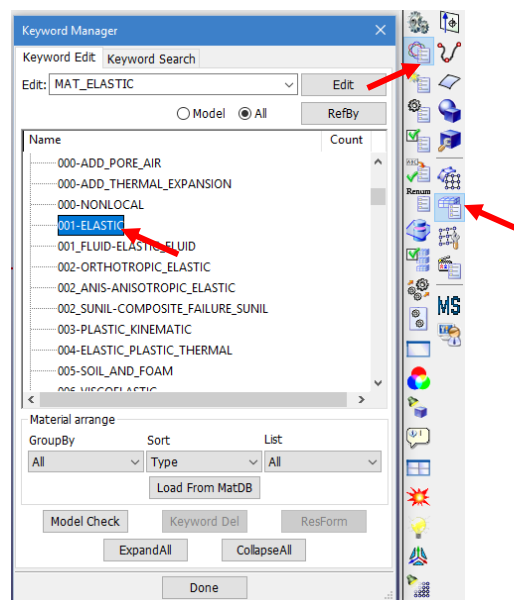 Keyword Manager
Keyword Edit Keyword Search
Edit: MAT_ELASTIC Edit
Model All RefBy
Name Count
000-ADD_PORE_AIR
000-ADD_THERMAL_EXPANSION
000-NONLOCAL
001-ELASTIC
001_FLUID-ELASTIC_FLUID
002-ORTHOTROPIC_ELASTIC
002_ANIS-ANISOTROPIC_ELASTIC
002_SUNIL-COMPOSITE_FAILURE_SUNIL
003-PLASTIC_KINEMATIC
004-ELASTIC_PLASTIC_THERMAL
005-SOIL_AND_FOAM
006-VISCOELASTIC
Material arrange
GroupBy Sort List
All Type All
Load From MatDB
Model Check Keyword Del ResForm
ExpandAll CollapseAll
Done
Renum
MS